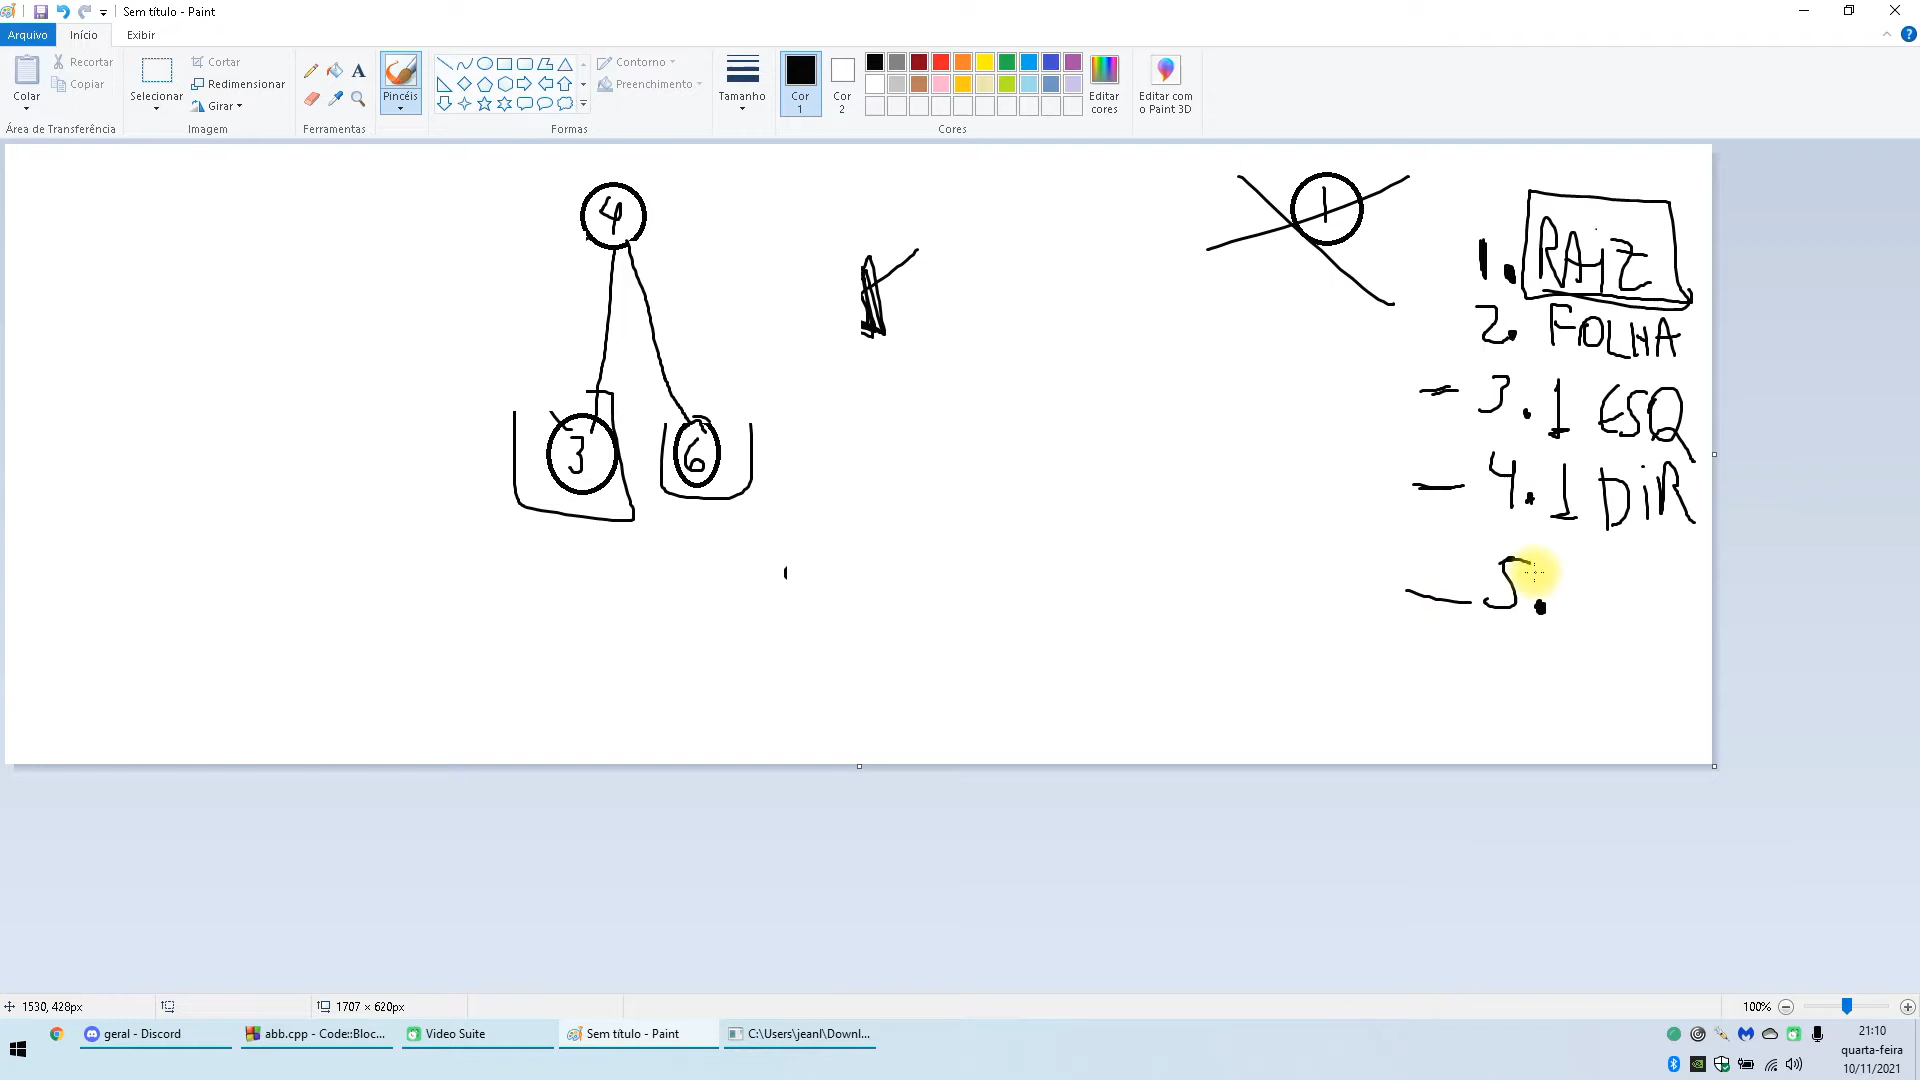 Sem título - Paint
Arquivo Início Exibir
Colar
Recortar
Copiar
Área de Transferência
Selecionar
Cortar
Redimensionar
Girar
Imagem
Ferramentas
Pincéis
Formas
Contorno
Preenchimento
Tamanho
Cor 1
Cor 2
Cores
Editar cores
Editar com o Paint 3D
4
3
6
1
1. RAIZ
2. FOLHA
- 3. 1 ESQ
- 4. 1 DiR
- 5.
1530, 428px
1707 × 620px
100%
geral - Discord
abb.cpp - Code::Bloc...
Video Suite
Sem título - Paint
C:\Users\jeanl\Downl...
21:10
quarta-feira
10/11/2021